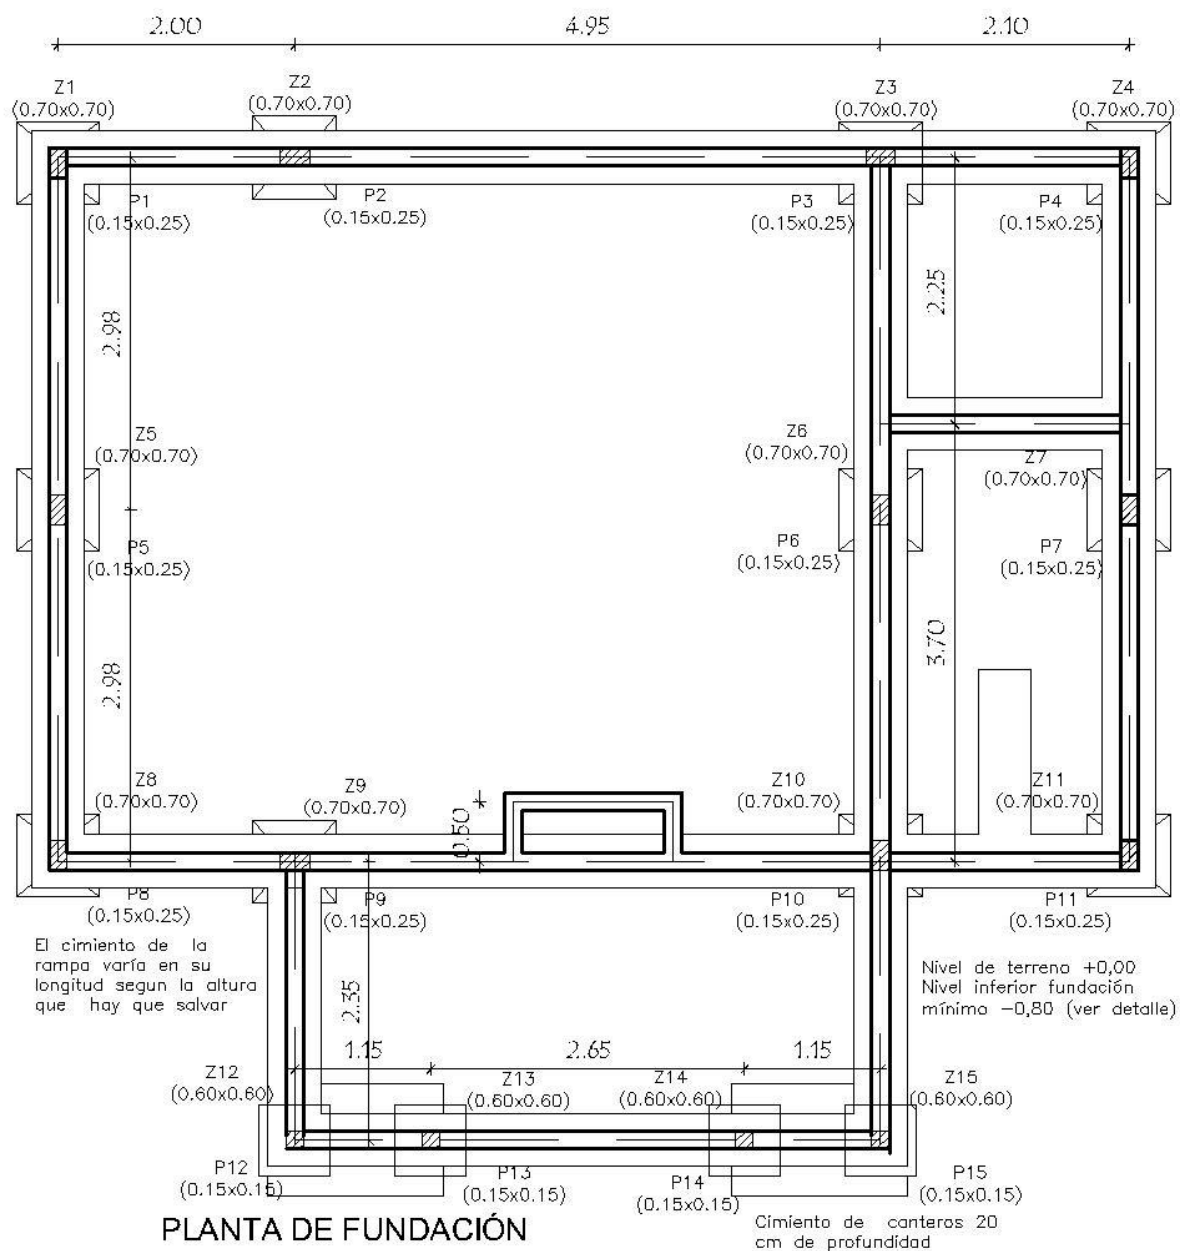 2.00
4.95
2.10
Z1
(0.70x0.70)
Z2
(0.70x0.70)
Z3
(0.70x0.70)
Z4
(0.70x0.70)
P1
(0.15x0.25)
P2
(0.15x0.25)
P3
(0.15x0.25)
P4
(0.15x0.25)
2.98
2.25
Z5
(0.70x0.70)
Z6
(0.70x0.70)
Z7
(0.70x0.70)
P5
(0.15x0.25)
P6
(0.15x0.25)
P7
(0.15x0.25)
2.98
3.70
Z8
(0.70x0.70)
Z9
(0.70x0.70)
0.50
Z10
(0.70x0.70)
Z11
(0.70x0.70)
P8
(0.15x0.25)
P9
(0.15x0.25)
P10
(0.15x0.25)
P11
(0.15x0.25)
El cimiento de la
rampa varía en su
longitud segun la altura
que hay que salvar
Nivel de terreno +0,00
Nivel inferior fundación
mínimo -0,80 (ver detalle)
2.35
1.15
2.65
1.15
Z12
(0.60x0.60)
Z13
(0.60x0.60)
Z14
(0.60x0.60)
Z15
(0.60x0.60)
P12
(0.15x0.15)
P13
(0.15x0.15)
P14
(0.15x0.15)
P15
(0.15x0.15)
PLANTA DE FUNDACIÓN
Cimiento de canteros 20
cm de profundidad